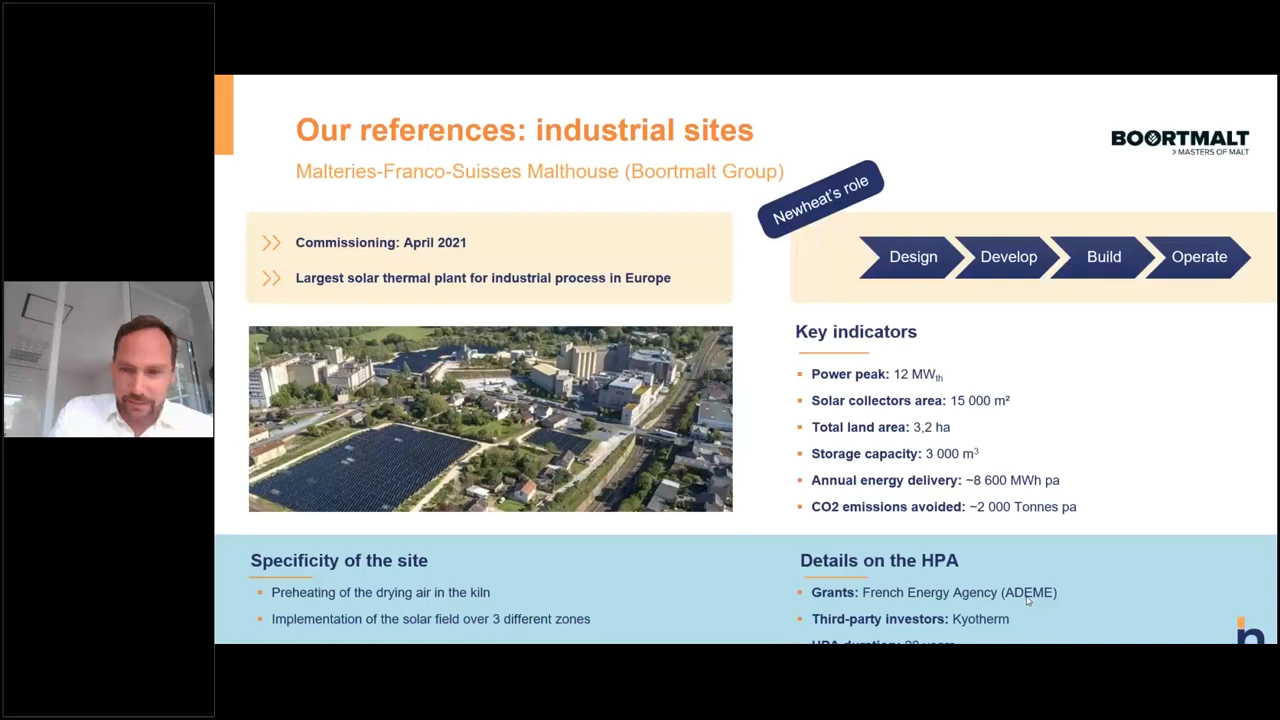 Our references: industrial sites
Malteries-Franco-Suisses Malthouse (Boortmalt Group)
BOORTMALT
> MASTERS OF MALT
Newheat's role
Commissioning: April 2021
Largest solar thermal plant for industrial process in Europe
Design
Develop
Build
Operate
Key indicators
Power peak: 12 MWth
Solar collectors area: 15 000 m²
Total land area: 3,2 ha
Storage capacity: 3 000 m³
Annual energy delivery: ~8 600 MWh pa
CO2 emissions avoided: ~2 000 Tonnes pa
Specificity of the site
Preheating of the drying air in the kiln
Implementation of the solar field over 3 different zones
Details on the HPA
Grants: French Energy Agency (ADEME)
Third-party investors: Kyotherm
HPA duration: 20 years